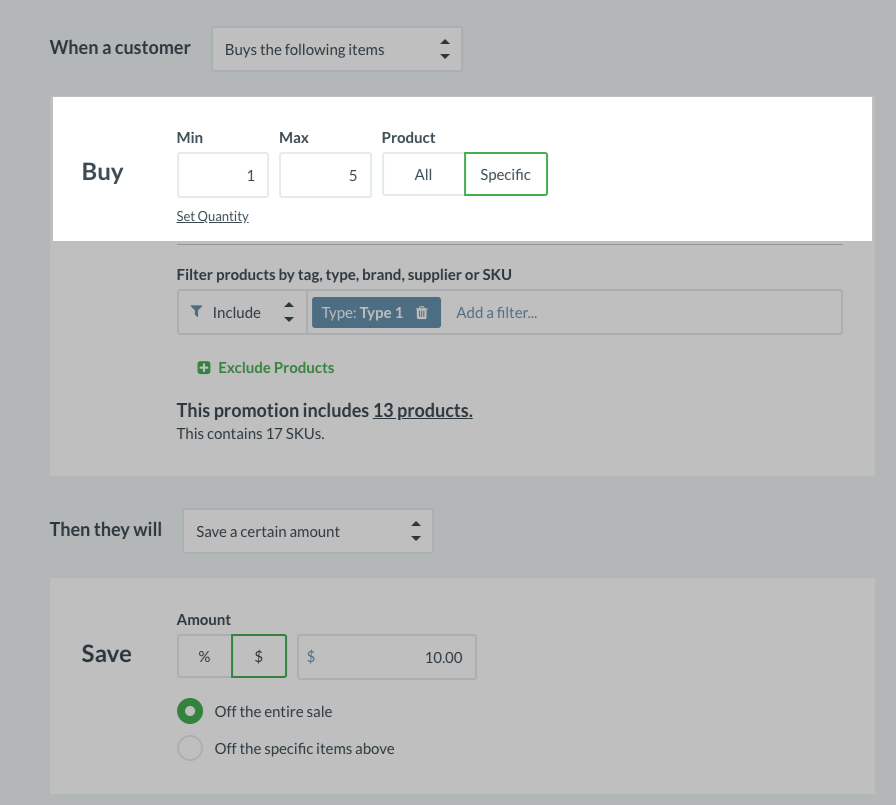 When a customer Buys the following items
Min Max Product
Buy 1 5 All Specific
Set Quantity
Filter products by tag, type, brand, supplier or SKU
Include Type: Type 1 Add a filter...
Exclude Products
This promotion includes 13 products.
This contains 17 SKUs.
Then they will Save a certain amount
Amount
Save % $ $ 10.00
Off the entire sale
Off the specific items above